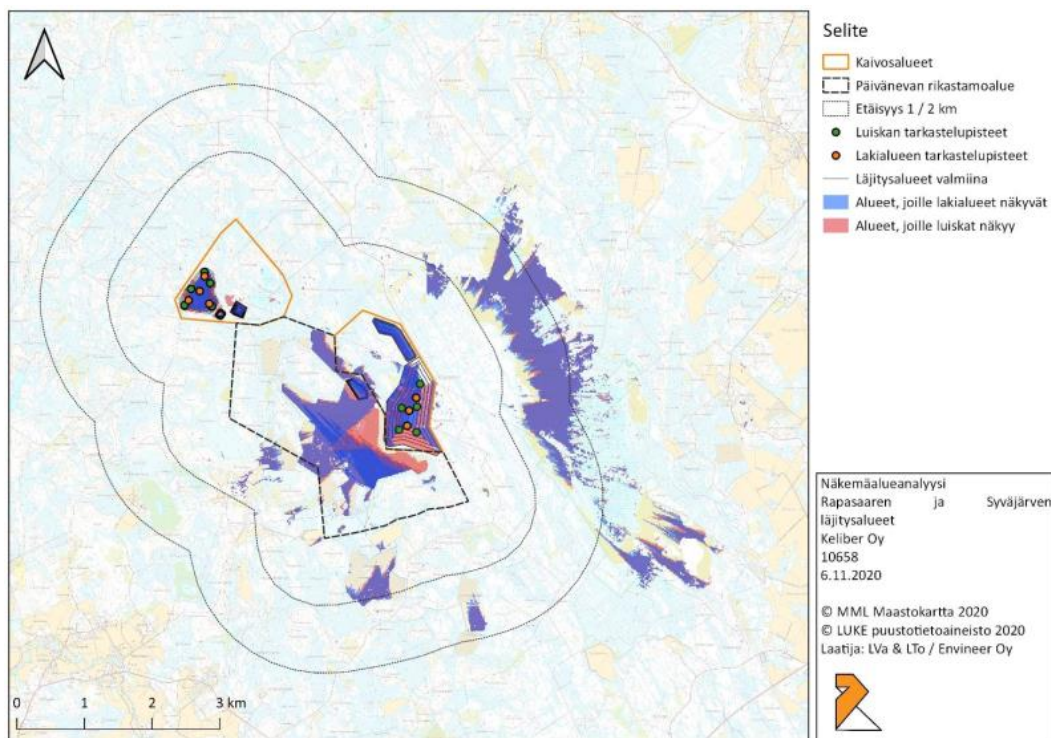 Selite
Kaivosalueet
Päivänevan rikastamoalue
Etäisyys 1 / 2 km
Luiskan tarkastelupisteet
Lakialueen tarkastelupisteet
Läjitysalueet valmiina
Alueet, joille lakialueet näkyvät
Alueet, joille luiskat näkyy
Näkemäalueanalyysi
Rapasaaren ja Syväjärven
läjitysalueet
Keliber Oy
10658
6.11.2020
© MML Maastokartta 2020
© LUKE puustotietoaineisto 2020
Laatija: LVa & LTo / Envineer Oy
0 1 2 3 km